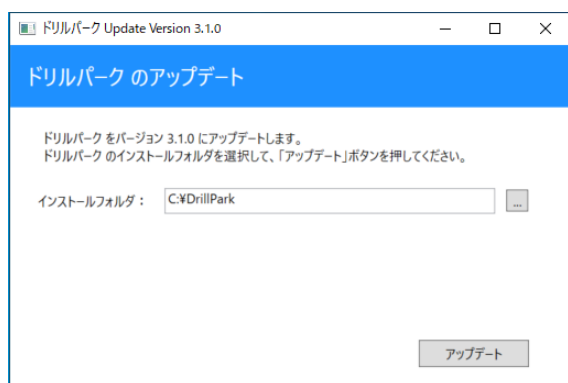 ドリルパーク Update Version 3.1.0
ドリルパーク のアップデート
ドリルパーク をバージョン 3.1.0 にアップデートします。
ドリルパーク のインストールフォルダを選択して、「アップデート」ボタンを押してください。
インストールフォルダ： C:¥DrillPark ...
アップデート